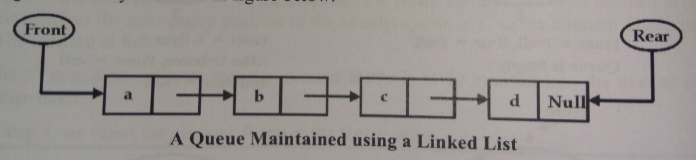 Front
Rear
a b c d Null
A Queue Maintained using a Linked List